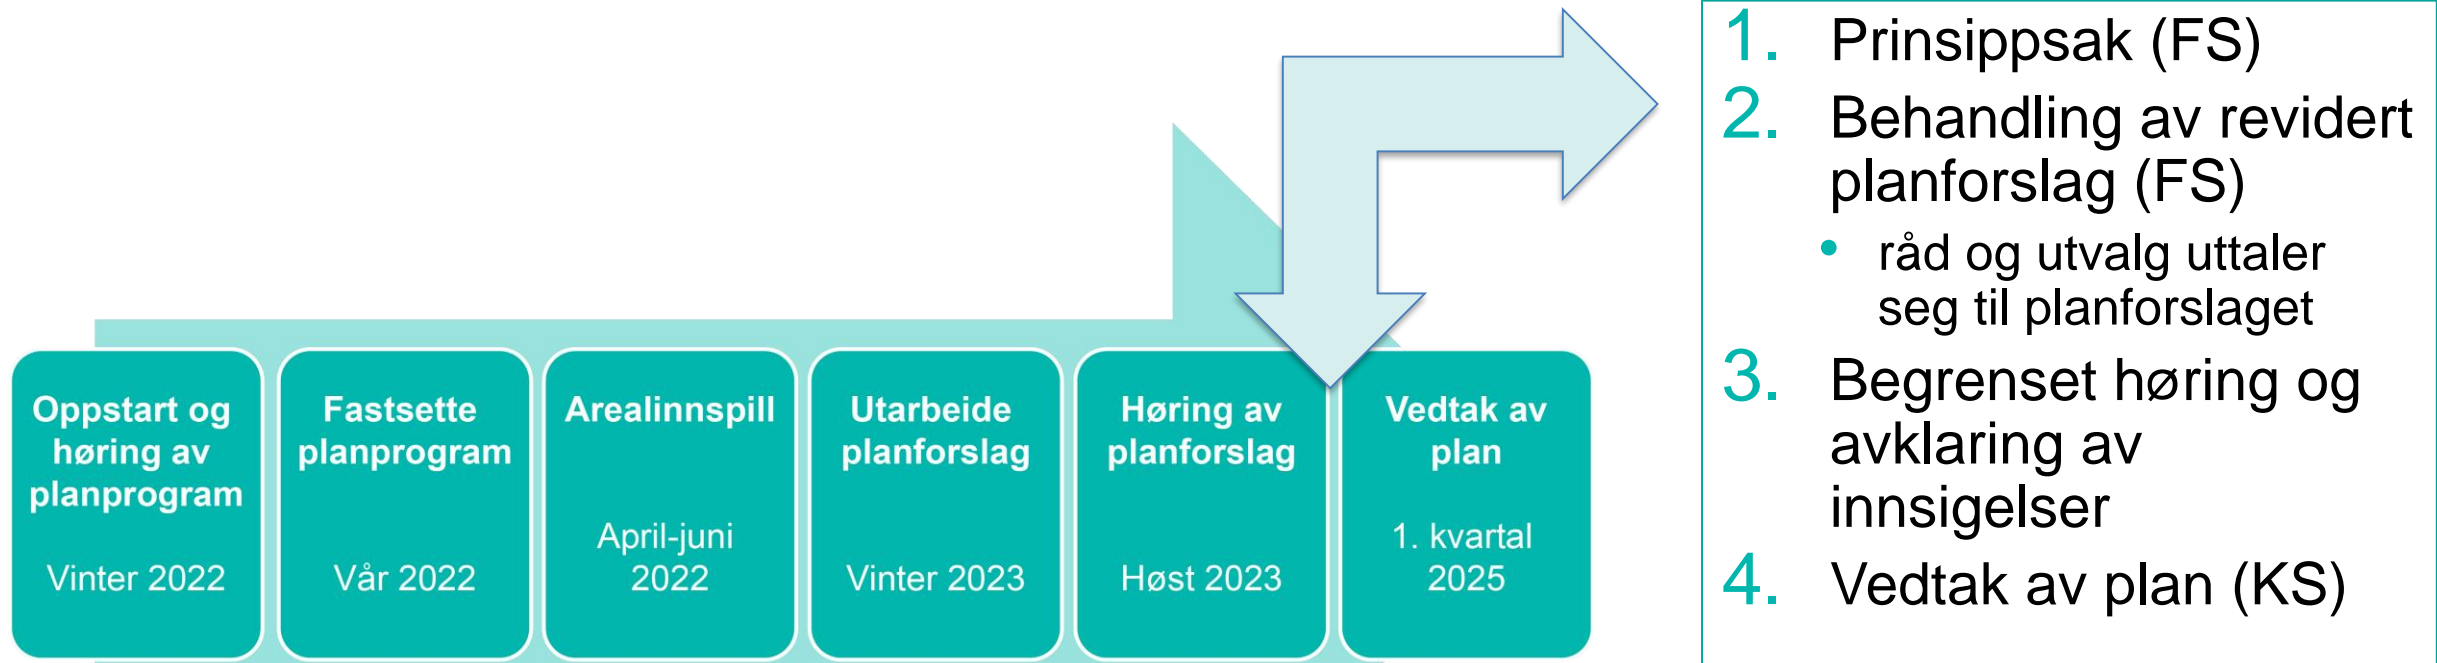 Oppstart og
høring av
planprogram
Vinter 2022
Fastsette
planprogram
Vår 2022
Arealinnspill
April-juni
2022
Utarbeide
planforslag
Vinter 2023
Høring av
planforslag
Høst 2023
Vedtak av
plan
1. kvartal
2025
1. Prinsippsak (FS)
2. Behandling av revidert
planforslag (FS)
• råd og utvalg uttaler
seg til planforslaget
3. Begrenset høring og
avklaring av
innsigelser
4. Vedtak av plan (KS)